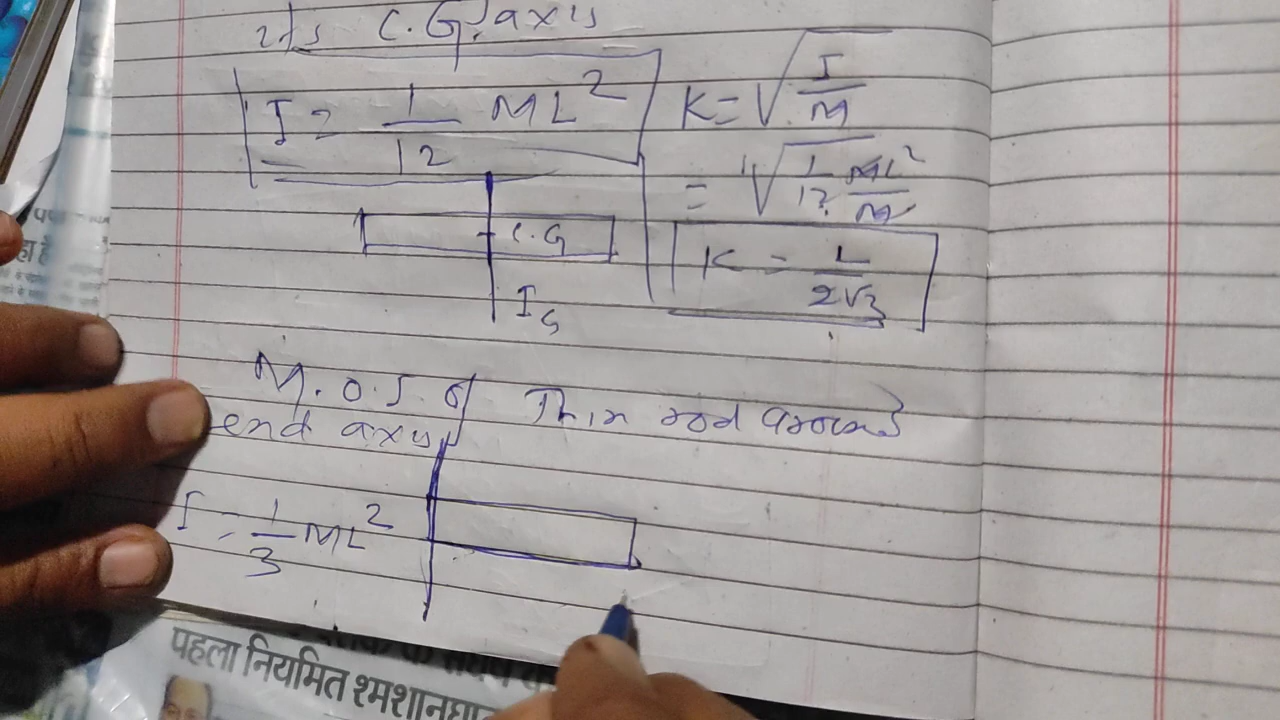 its C.G. axis
I = 1/12 ML²
K = √(I/M)
= √(1/12 ML²/M)
C.G
K = L/2√3
I_G
M.O.I. of Thin rod around
end axis
I = 1/3 ML²
पहला नियमित श्मशानघा